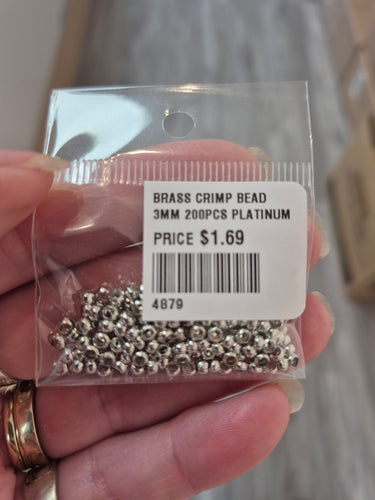 BRASS CRIMP BEAD
3MM 200PCS PLATINUM
PRICE $1.69
4879